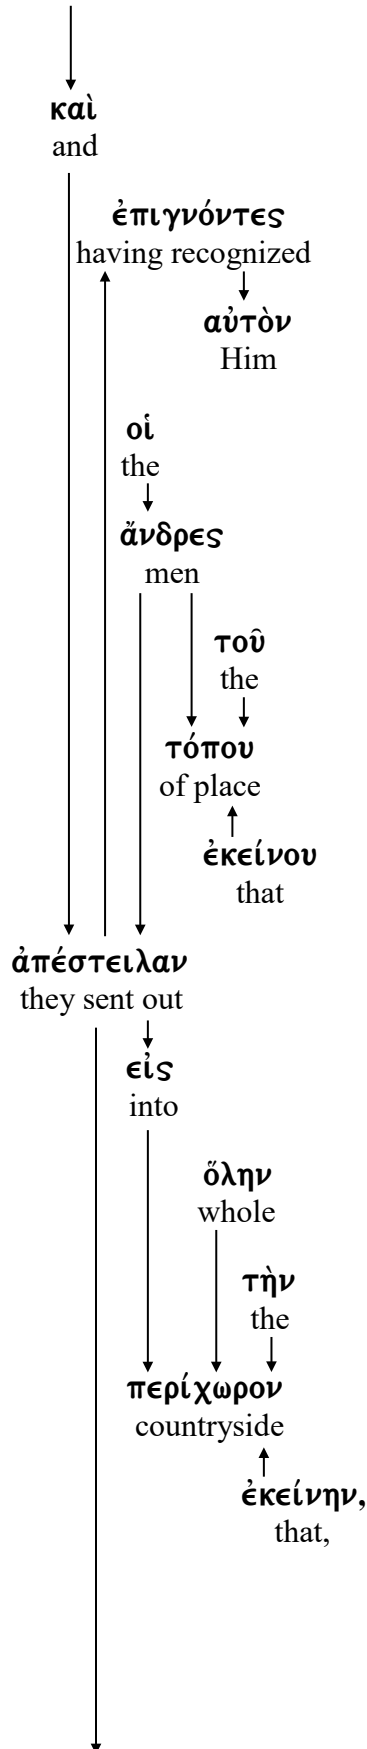 καὶ
and
ἐπιγνόντες
having recognized
αὐτὸν
Him
οἱ
the
ἄνδρες
men
τοῦ
the
τόπου
of place
ἐκείνου
that
ἀπέστειλαν
they sent out
εἰς
into
ὅλην
whole
τὴν
the
περίχωρον
countryside
ἐκείνην,
that,